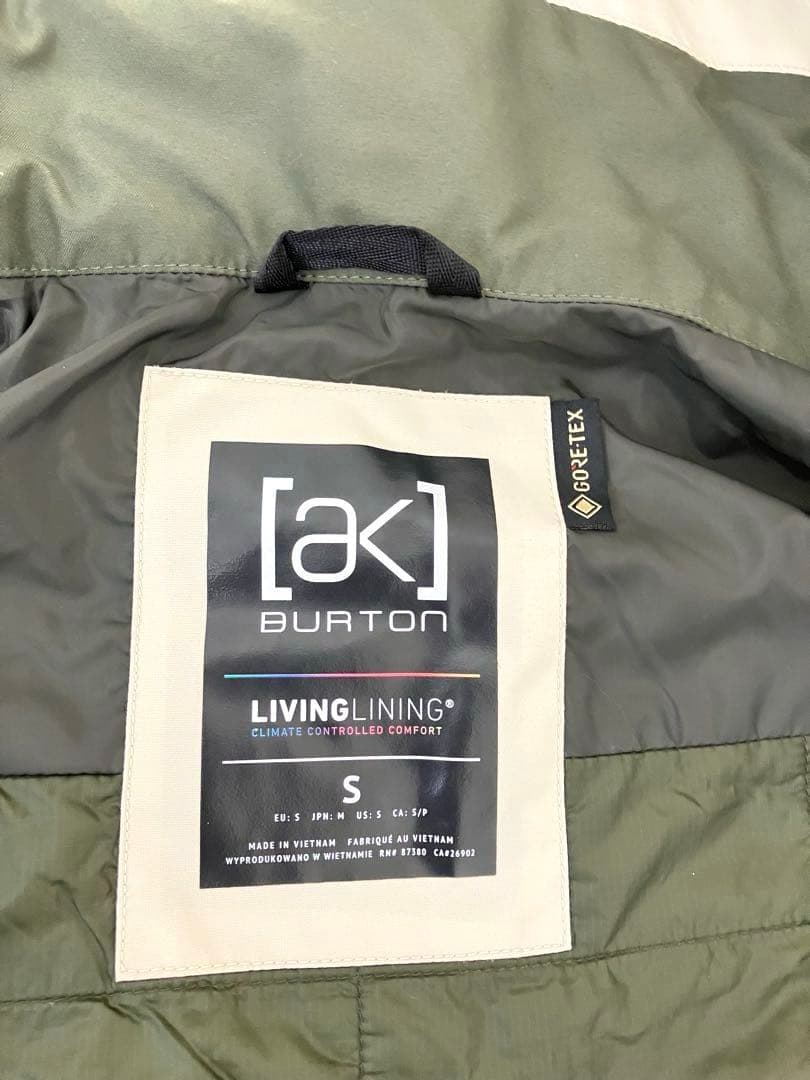 [ak]
BURTON
LIVINGLINING®
CLIMATE CONTROLLED COMFORT
S
EU: S JPN: M US: S CA: S/P
MADE IN VIETNAM FABRIQUÉ AU VIETNAM
WYPRODUKOWANO W WIETNAMIE RN# 87380 CA#26902
GORE-TEX